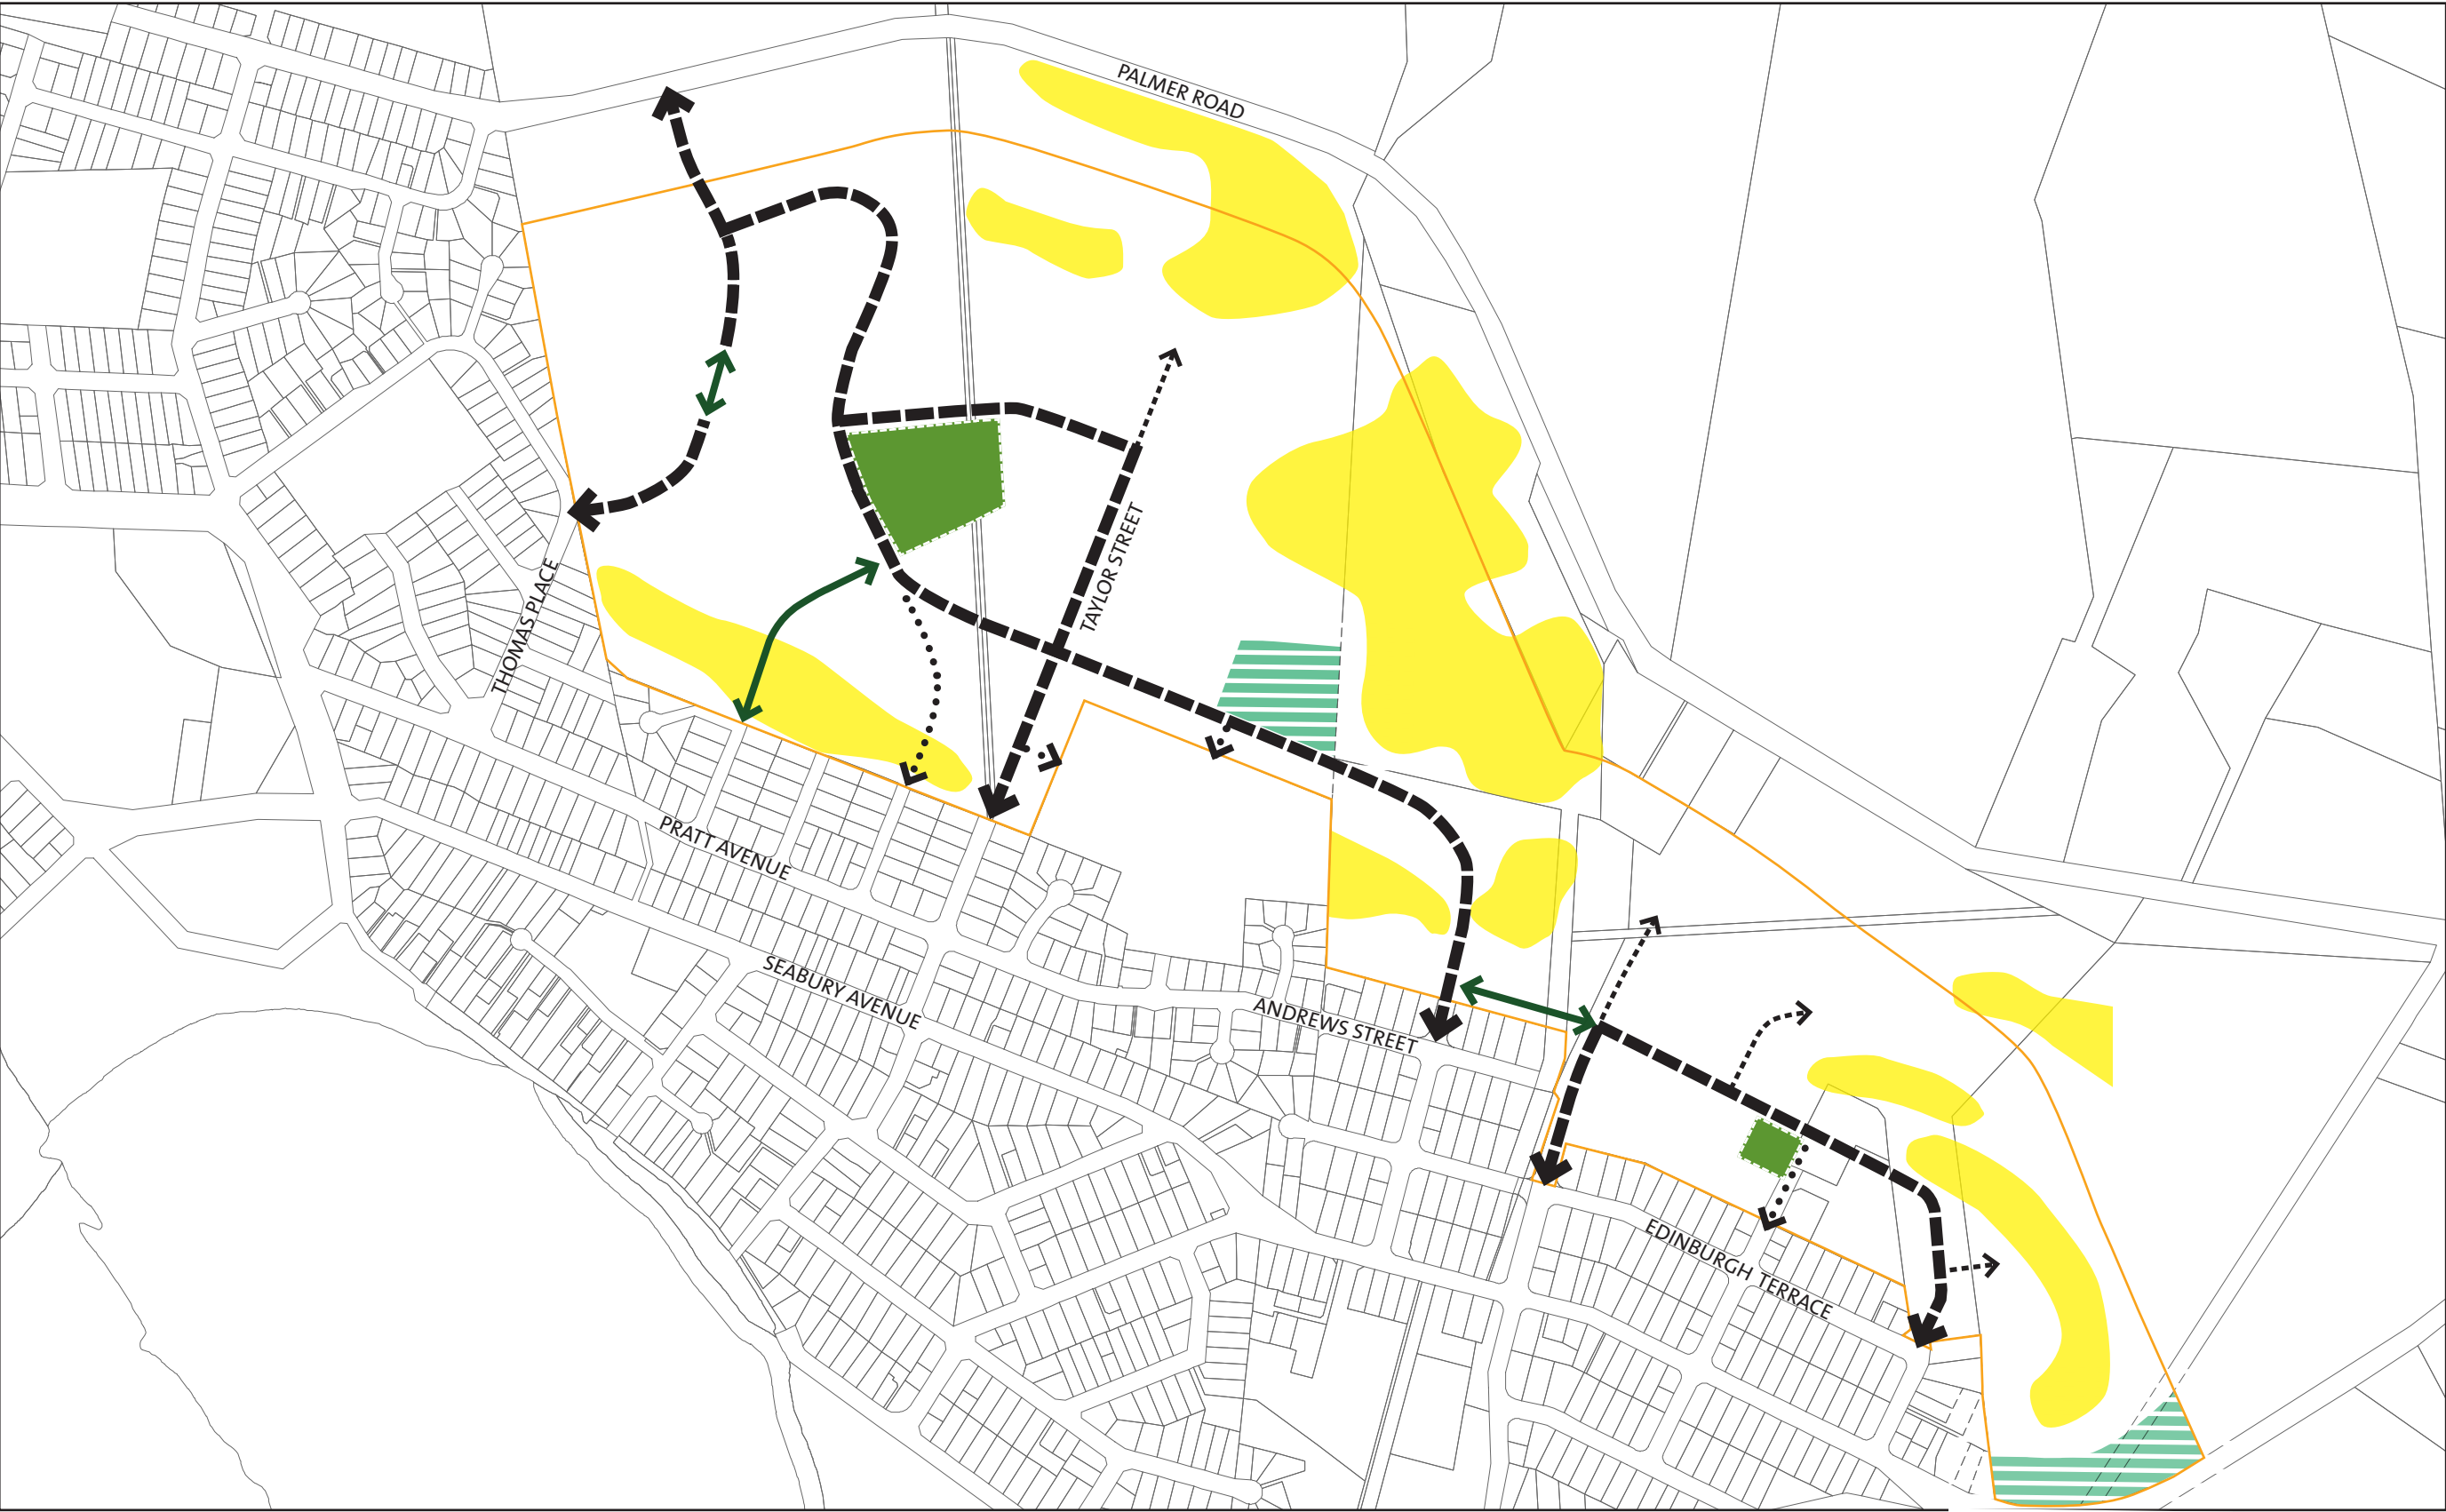 PALMER ROAD
TAYLOR STREET
THOMAS PLACE
PRATT AVENUE
SEABURY AVENUE
ANDREWS STREET
EDINBURGH TERRACE